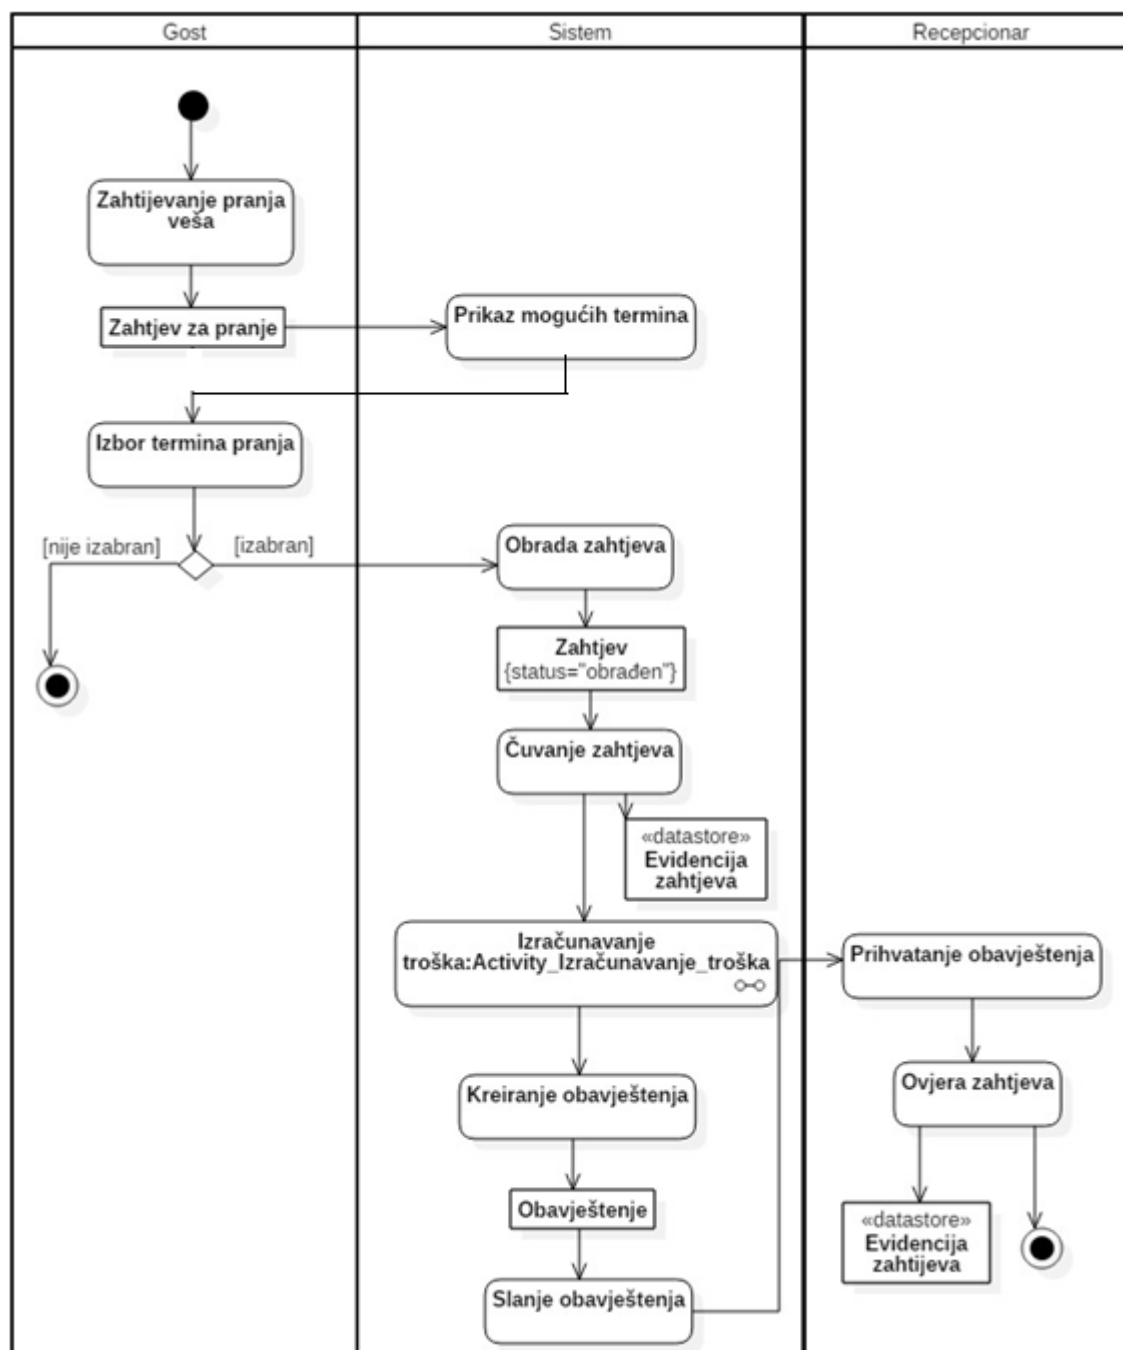 Gost
Sistem
Recepcionar
Zahtijevanje pranja
veša
Zahtjev za pranje
Prikaz mogućih termina
Izbor termina pranja
[nije izabran]
[izabran]
Obrada zahtjeva
Zahtjev
{status="obrađen"}
Čuvanje zahtjeva
«datastore»
Evidencija
zahtjeva
Izračunavanje
troška:Activity_Izračunavanje_troška
Prihvatanje obavještenja
Kreiranje obavještenja
Ovjera zahtjeva
Obavještenje
«datastore»
Evidencija
zahtijeva
Slanje obavještenja